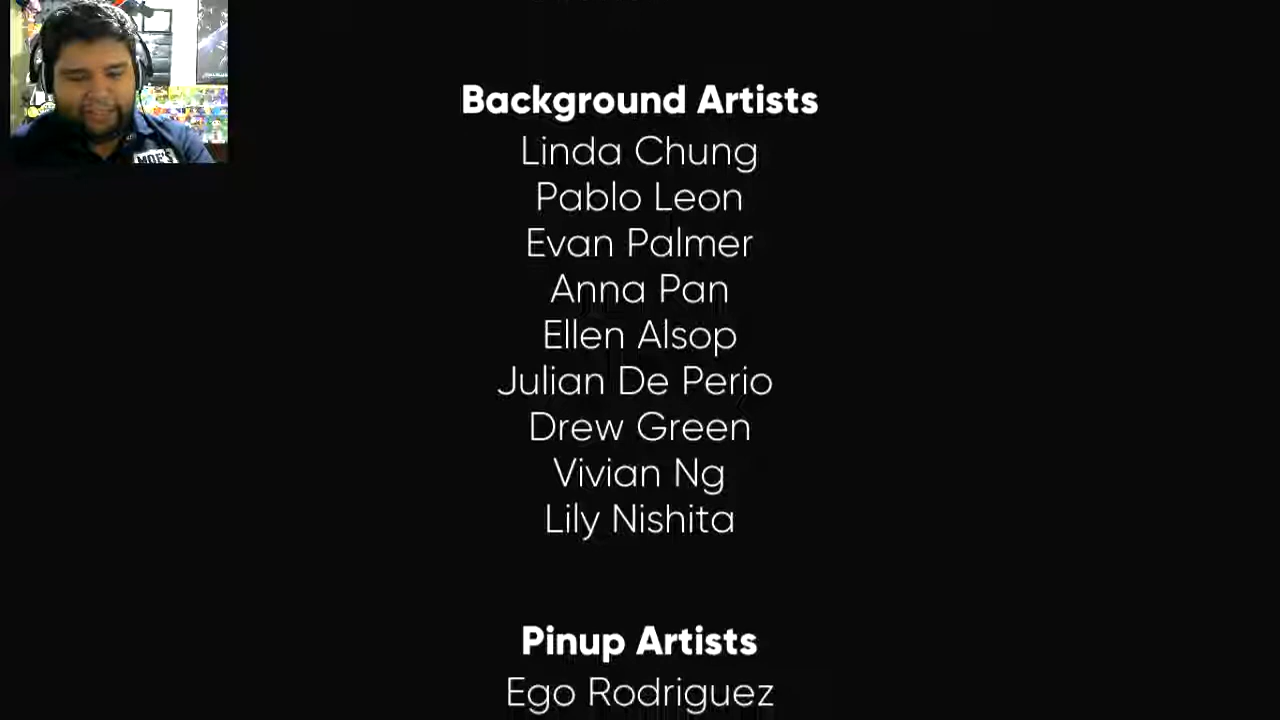 MOE'S
Background Artists
Linda Chung
Pablo Leon
Evan Palmer
Anna Pan
Ellen Alsop
Julian De Perio
Drew Green
Vivian Ng
Lily Nishita
Pinup Artists
Ego Rodriguez